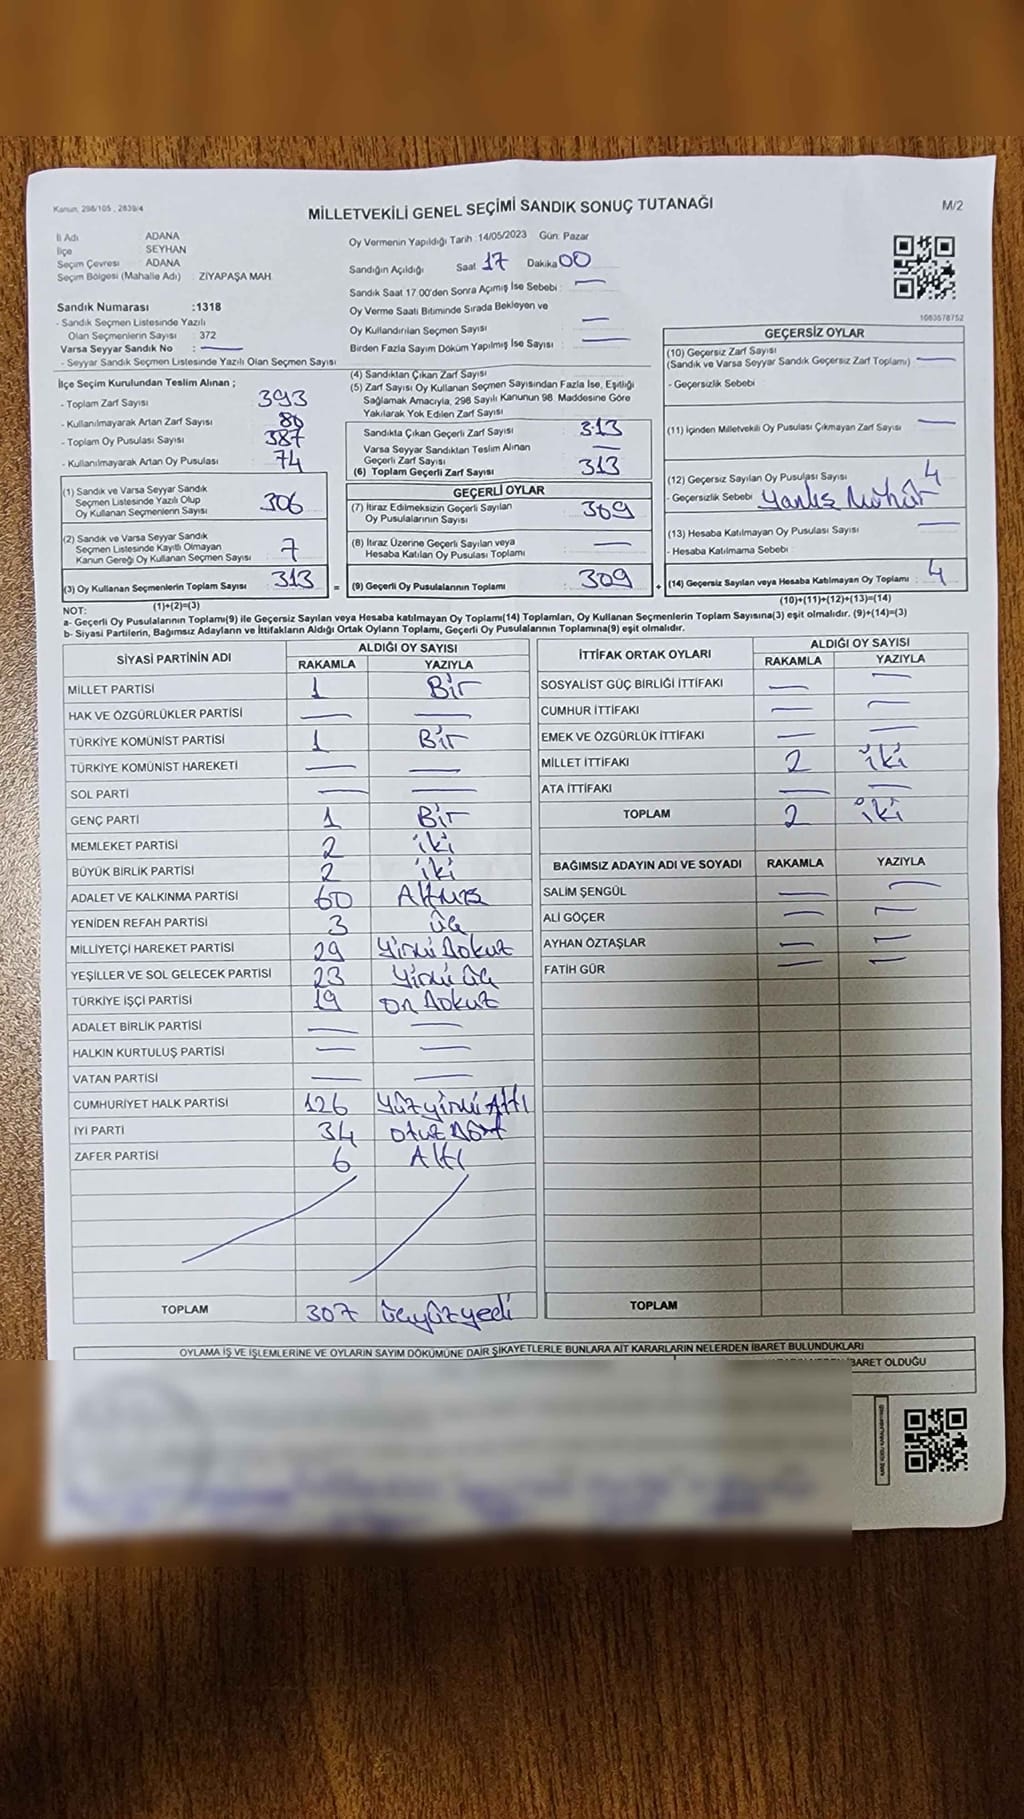 Kanun, 298/105 , 2839/4
MİLLETVEKİLİ GENEL SEÇİMİ SANDIK SONUÇ TUTANAĞI
M/2
İl Adı ADANA
İlçe SEYHAN
Seçim Çevresi ADANA
Seçim Bölgesi (Mahalle Adı) : ZİYAPAŞA MAH.
Sandık Numarası :1318
- Sandık Seçmen Listesinde Yazılı
Olan Seçmenlerin Sayısı : 372
Varsa Seyyar Sandık No : —
- Seyyar Sandık Seçmen Listesinde Yazılı Olan Seçmen Sayısı
Oy Vermenin Yapıldığı Tarih :14/05/2023 Gün: Pazar
Sandığın Açıldığı Saat 17 Dakika 00
Sandık Saat 17.00'den Sonra Açılmış İse Sebebi : —
Oy Verme Saati Bitiminde Sırada Bekleyen ve
Oy Kullandırılan Seçmen Sayısı —
Birden Fazla Sayım Döküm Yapılmış İse Sayısı : —
1083578752
İlçe Seçim Kurulundan Teslim Alınan ;
- Toplam Zarf Sayısı 393
- Kullanılmayarak Artan Zarf Sayısı 80
- Toplam Oy Pusulası Sayısı 387
- Kullanılmayarak Artan Oy Pusulası 74
(4) Sandıktan Çıkan Zarf Sayısı
(5) Zarf Sayısı Oy Kullanan Seçmen Sayısından Fazla İse, Eşitliği
Sağlamak Amacıyla, 298 Sayılı Kanunun 98. Maddesine Göre
Yakılarak Yok Edilen Zarf Sayısı
Sandıkta Çıkan Geçerli Zarf Sayısı 313
Varsa Seyyar Sandıktan Teslim Alınan
Geçerli Zarf Sayısı —
(6) Toplam Geçerli Zarf Sayısı 313
GEÇERSİZ OYLAR
(10) Geçersiz Zarf Sayısı
(Sandık ve Varsa Seyyar Sandık Geçersiz Zarf Toplamı) —
- Geçersizlik Sebebi
(11) İçinden Milletvekili Oy Pusulası Çıkmayan Zarf Sayısı —
(12) Geçersiz Sayılan Oy Pusulası Sayısı 4
- Geçersizlik Sebebi Yanlış Mühür
(13) Hesaba Katılmayan Oy Pusulası Sayısı —
- Hesaba Katılmama Sebebi
(14) Geçersiz Sayılan veya Hesaba Katılmayan Oy Toplamı : 4
(10)+(11)+(12)+(13)=(14)
(1) Sandık ve Varsa Seyyar Sandık
Seçmen Listesinde Yazılı Olup
Oy Kullanan Seçmenlerin Sayısı 306
(2) Sandık ve Varsa Seyyar Sandık
Seçmen Listesinde Kayıtlı Olmayan
Kanun Gereği Oy Kullanan Seçmen Sayısı 7
(3) Oy Kullanan Seçmenlerin Toplam Sayısı 313 =
(1)+(2)=(3)
GEÇERLİ OYLAR
(7) İtiraz Edilmeksizin Geçerli Sayılan
Oy Pusulalarının Sayısı 309
(8) İtiraz Üzerine Geçerli Sayılan veya
Hesaba Katılan Oy Pusulası Toplamı —
(9) Geçerli Oy Pusulalarının Toplamı 309 +
NOT:
a- Geçerli Oy Pusulalarının Toplamı(9) ile Geçersiz Sayılan veya Hesaba katılmayan Oy Toplamı(14) Toplamları, Oy Kullanan Seçmenlerin Toplam Sayısına(3) eşit olmalıdır. (9)+(14)=(3)
b- Siyasi Partilerin, Bağımsız Adayların ve İttifakların Aldığı Ortak Oyların Toplamı, Geçerli Oy Pusulalarının Toplamına(9) eşit olmalıdır.
SİYASİ PARTİNİN ADI ALDIĞI OY SAYISI
RAKAMLA YAZIYLA
MİLLET PARTİSİ 1 Bir
HAK VE ÖZGÜRLÜKLER PARTİSİ — —
TÜRKİYE KOMÜNİST PARTİSİ 1 Bir
TÜRKİYE KOMÜNİST HAREKETİ — —
SOL PARTİ — —
GENÇ PARTİ 1 Bir
MEMLEKET PARTİSİ 2 iki
BÜYÜK BİRLİK PARTİSİ 2 iki
ADALET VE KALKINMA PARTİSİ 60 Altmış
YENİDEN REFAH PARTİSİ 3 üç
MİLLİYETÇİ HAREKET PARTİSİ 29 Yirmi Dokuz
YEŞİLLER VE SOL GELECEK PARTİSİ 23 Yirmi üç
TÜRKİYE İŞÇİ PARTİSİ 19 On Dokuz
ADALET BİRLİK PARTİSİ — —
HALKIN KURTULUŞ PARTİSİ — —
VATAN PARTİSİ — —
CUMHURİYET HALK PARTİSİ 126 Yüzyirmi Altı
İYİ PARTİ 34 Otuz Dört
ZAFER PARTİSİ 6 Altı
TOPLAM 307 üçyüzyedi
İTTİFAK ORTAK OYLARI ALDIĞI OY SAYISI
RAKAMLA YAZIYLA
SOSYALİST GÜÇ BİRLİĞİ İTTİFAKI — —
CUMHUR İTTİFAKI — —
EMEK VE ÖZGÜRLÜK İTTİFAKI — —
MİLLET İTTİFAKI 2 iki
ATA İTTİFAKI — —
TOPLAM 2 iki
BAĞIMSIZ ADAYIN ADI VE SOYADI RAKAMLA YAZIYLA
SALİM ŞENGÜL — —
ALİ GÖÇER — —
AYHAN ÖZTAŞLAR — —
FATİH GÜR — —
TOPLAM
OYLAMA İŞ VE İŞLEMLERİNE VE OYLARIN SAYIM DÖKÜMÜNE DAİR ŞİKAYETLERLE BUNLARA AİT KARARLARIN NELERDEN İBARET BULUNDUKLARI
İBARET OLDUĞU